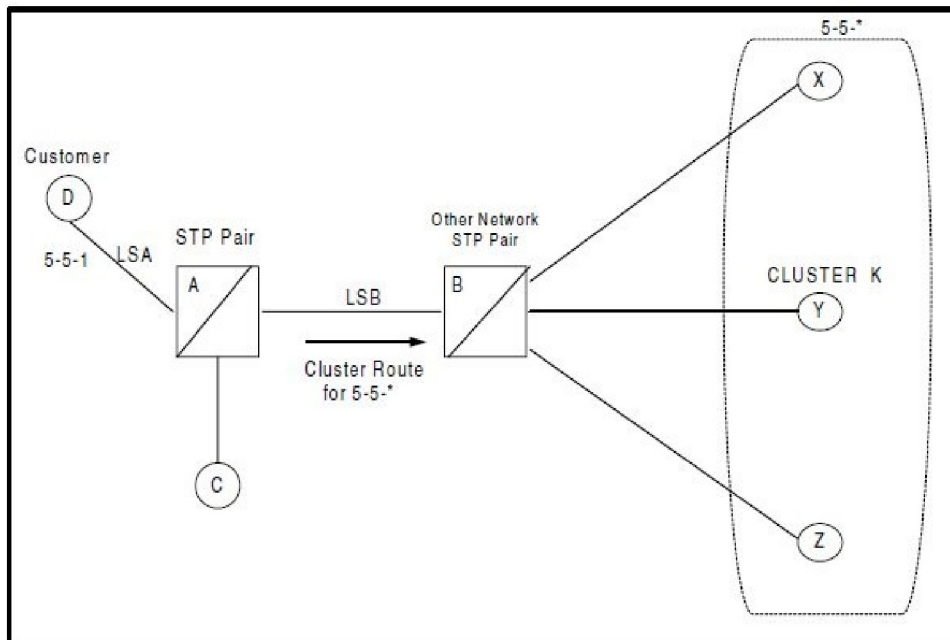 5-5-*
X
Customer
D
Other Network
STP Pair
STP Pair
5-5-1
LSA
A
LSB
B
CLUSTER K
Y
Cluster Route
for 5-5-*
C
Z